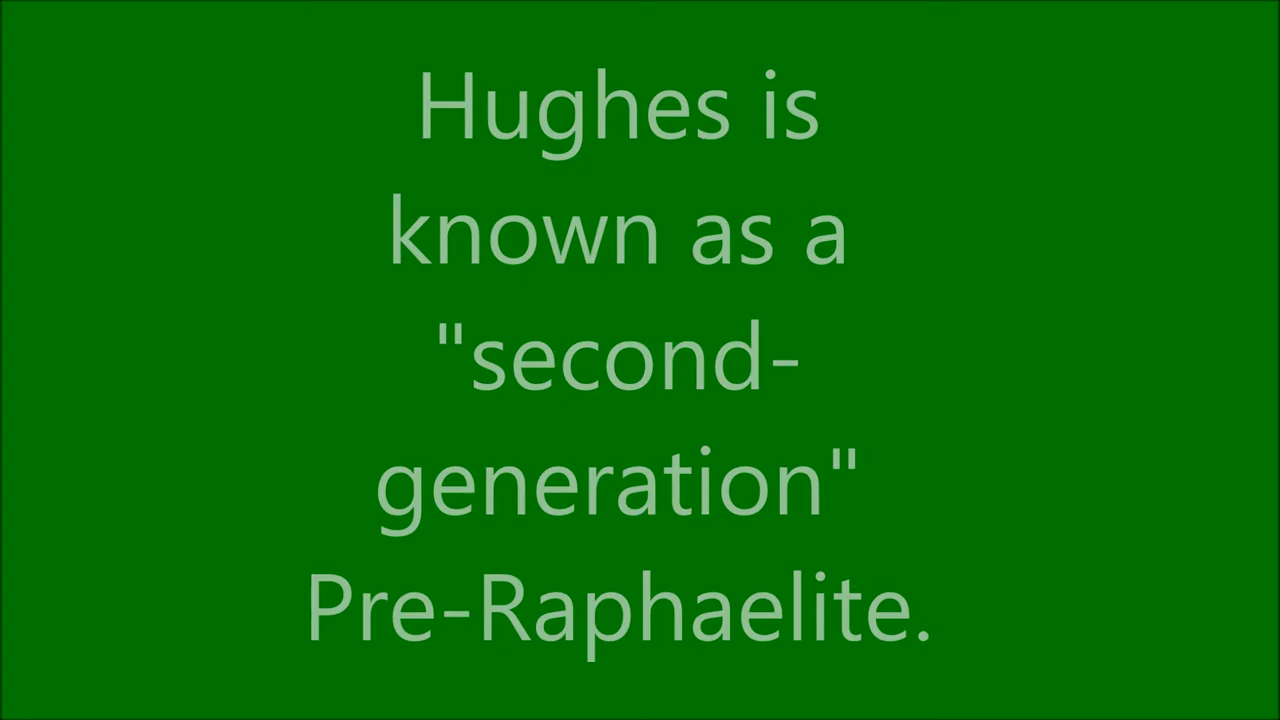 Hughes is
known as a
"second-
generation"
Pre-Raphaelite.